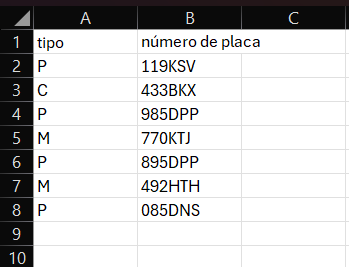 A B C
1 tipo número de placa
2 P 119KSV
3 C 433BKX
4 P 985DPP
5 M 770KTJ
6 P 895DPP
7 M 492HTH
8 P 085DNS
9
10